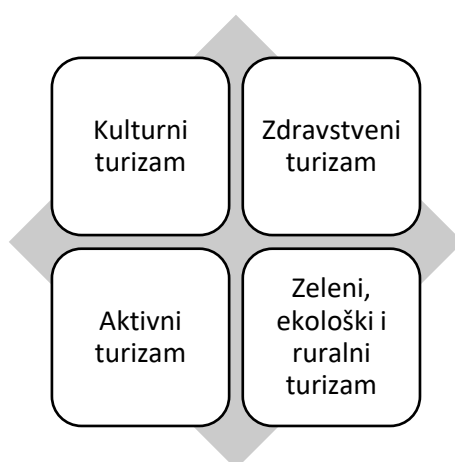 Kulturni
turizam
Zdravstveni
turizam
Aktivni
turizam
Zeleni,
ekološki i
ruralni
turizam